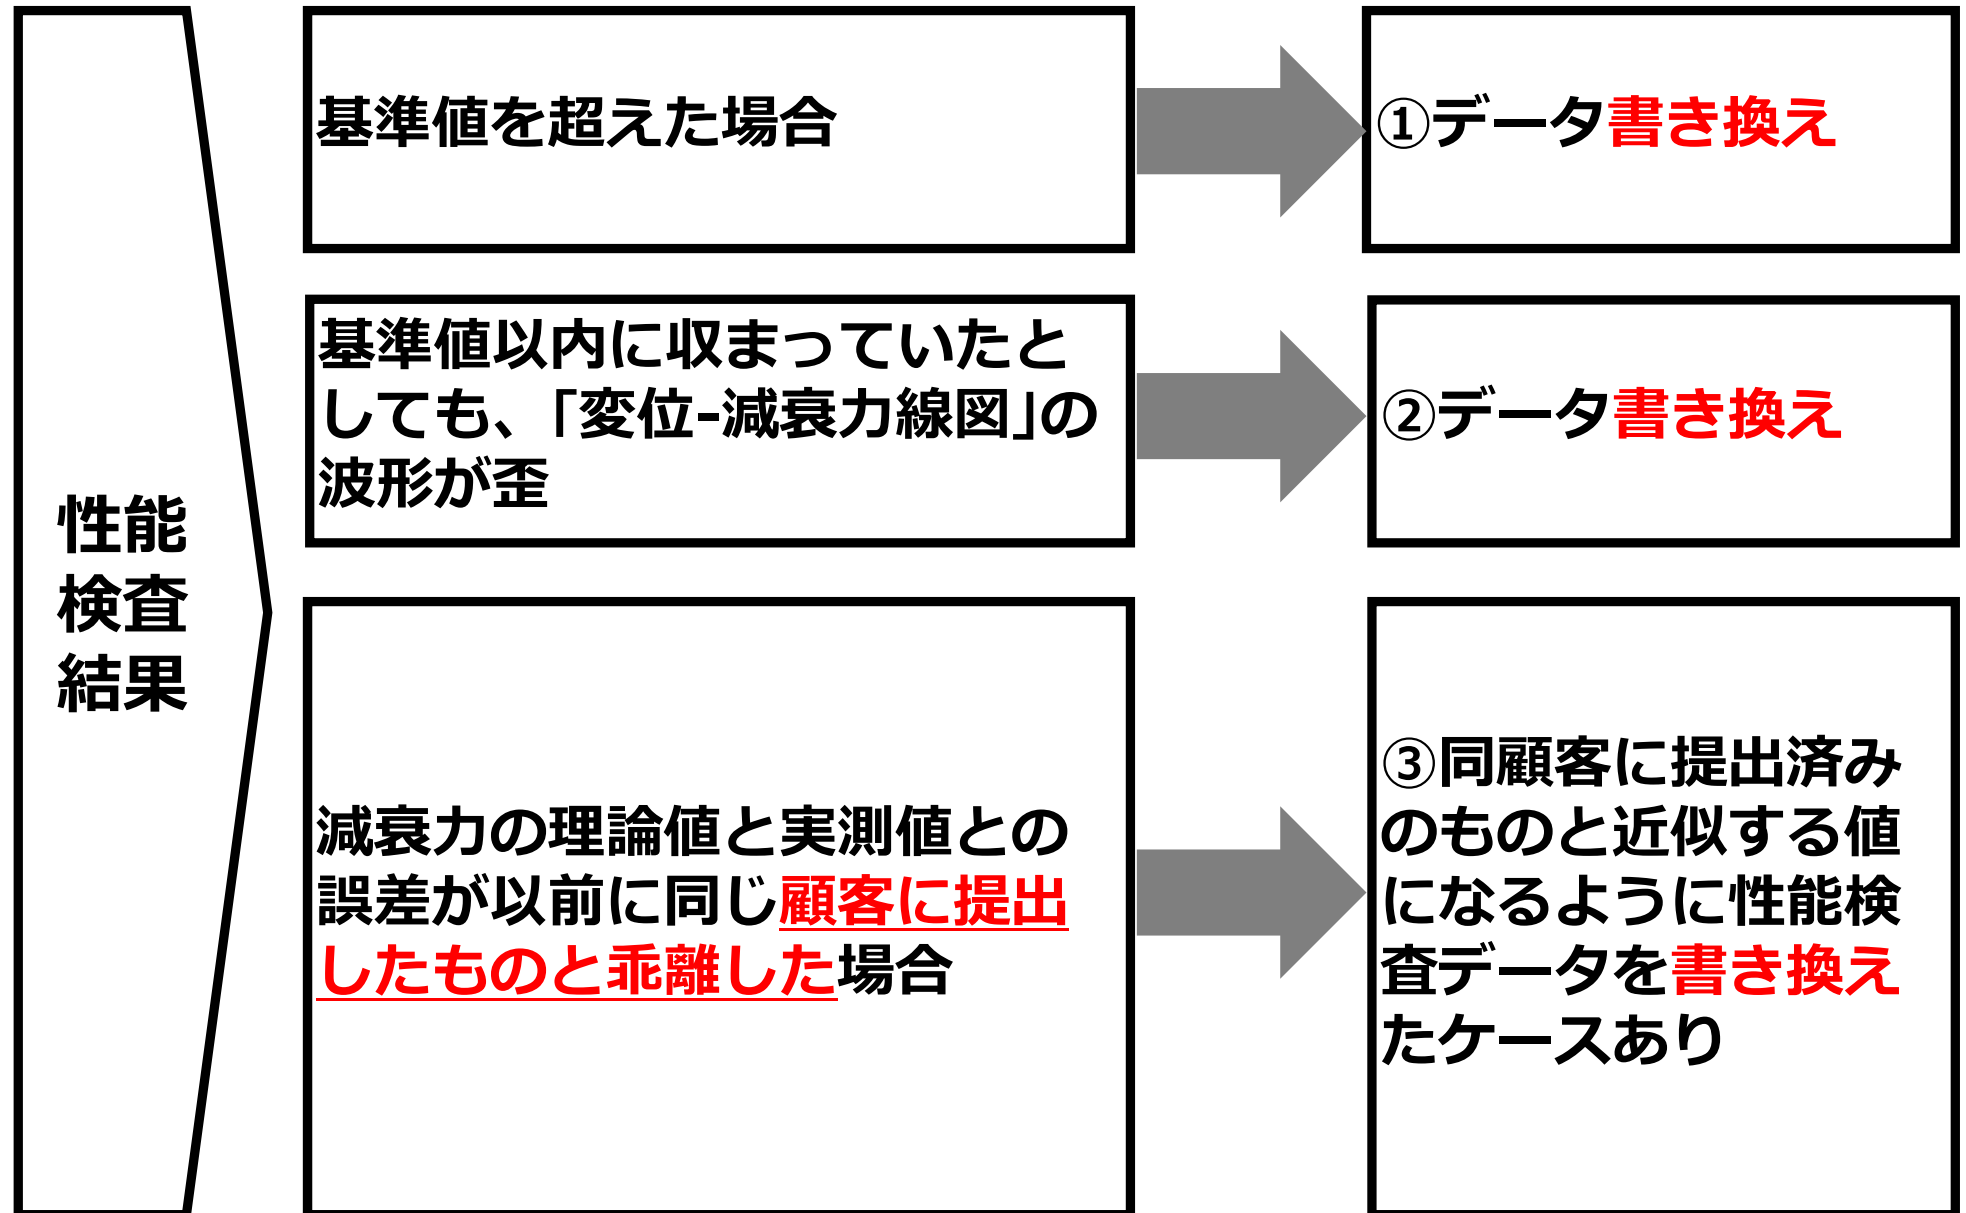 性能
検査
結果
基準値を超えた場合
①データ書き換え
基準値以内に収まっていたと
しても、「変位-減衰力線図」の
波形が歪
②データ書き換え
減衰力の理論値と実測値との
誤差が以前に同じ顧客に提出
したものと乖離した場合
③同顧客に提出済み
のものと近似する値
になるように性能検
査データを書き換え
たケースあり